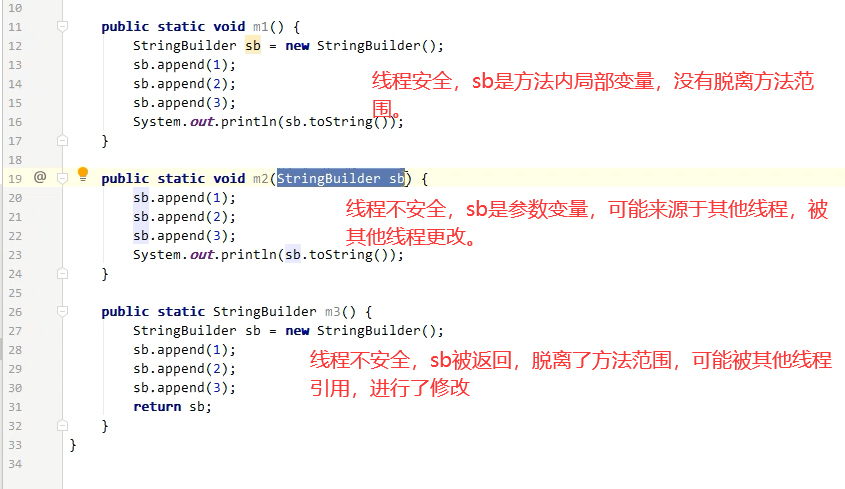 10
11 public static void m1() {
12 StringBuilder sb = new StringBuilder();
13 sb.append(1);
14 sb.append(2);
线程安全，sb是方法内局部变量，没有脱离方法范
15 sb.append(3);
围。
16 System.out.println(sb.toString());
17 }
18
19 @ public static void m2(StringBuilder sb) {
20 sb.append(1);
线程不安全，sb是参数变量，可能来源于其他线程，被
21 sb.append(2);
22 sb.append(3);
其他线程更改。
23 System.out.println(sb.toString());
24 }
25
26 public static StringBuilder m3() {
27 StringBuilder sb = new StringBuilder();
28 sb.append(1);
线程不安全，sb被返回，脱离了方法范围，可能被其他线程
29 sb.append(2);
30 sb.append(3);
引用，进行了修改
31 return sb;
32 }
33 }
34